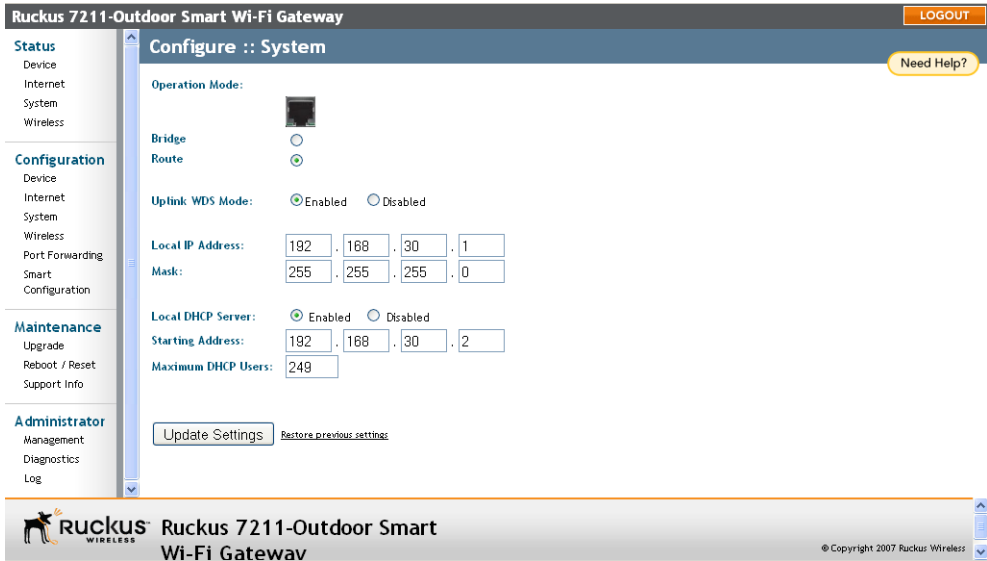 Ruckus 7211-Outdoor Smart Wi-Fi Gateway
LOGOUT
Status
Device
Internet
System
Wireless
Configuration
Device
Internet
System
Wireless
Port Forwarding
Smart
Configuration
Maintenance
Upgrade
Reboot / Reset
Support Info
Administrator
Management
Diagnostics
Log
Configure :: System
Need Help?
Operation Mode:
Bridge
Route
Uplink WDS Mode: Enabled Disabled
Local IP Address: 192 . 168 . 30 . 1
Mask: 255 . 255 . 255 . 0
Local DHCP Server: Enabled Disabled
Starting Address: 192 . 168 . 30 . 2
Maximum DHCP Users: 249
Update Settings Restore previous settings
RUCKUS WIRELESS
Ruckus 7211-Outdoor Smart
Wi-Fi Gateway
© Copyright 2007 Ruckus Wireless